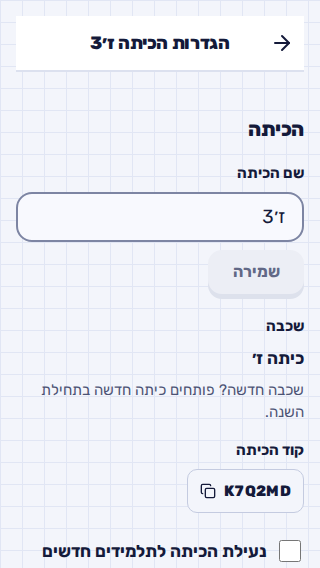 הגדרות הכיתה ז׳3
הכיתה
שם הכיתה
ז׳3
שמירה
שכבה
כיתה ז׳
שכבה חדשה? פותחים כיתה חדשה בתחילת
השנה.
קוד הכיתה
K7Q2MD
נעילת הכיתה לתלמידים חדשים